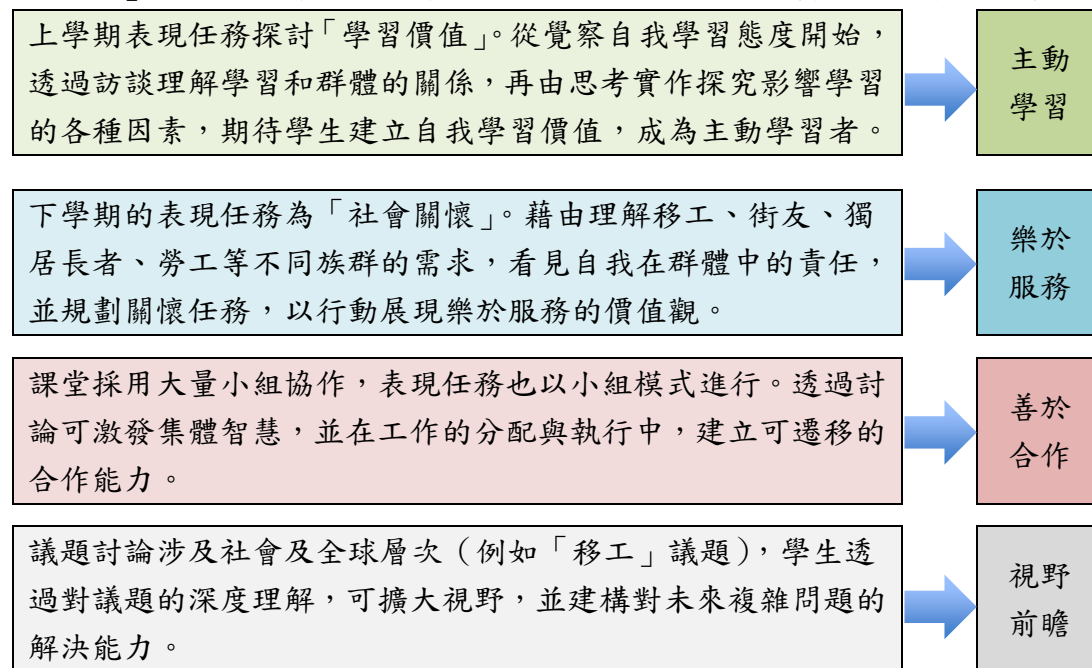 上學期表現任務探討「學習價值」。從覺察自我學習態度開始，
透過訪談理解學習和群體的關係，再由思考實作探究影響學習
的各種因素，期待學生建立自我學習價值，成為主動學習者。
主動
學習
下學期的表現任務為「社會關懷」。藉由理解移工、街友、獨
居長者、勞工等不同族群的需求，看見自我在群體中的責任，
並規劃關懷任務，以行動展現樂於服務的價值觀。
樂於
服務
課堂採用大量小組協作，表現任務也以小組模式進行。透過討
論可激發集體智慧，並在工作的分配與執行中，建立可遷移的
合作能力。
善於
合作
議題討論涉及社會及全球層次（例如「移工」議題），學生透
過對議題的深度理解，可擴大視野，並建構對未來複雜問題的
解決能力。
視野
前瞻